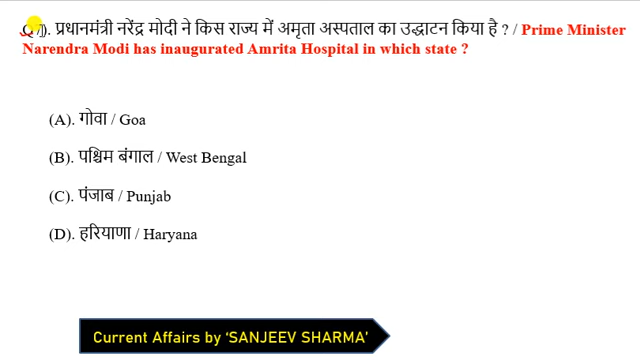 Q 7). प्रधानमंत्री नरेंद्र मोदी ने किस राज्य में अमृता अस्पताल का उद्घाटन किया है ? / Prime Minister
Narendra Modi has inaugurated Amrita Hospital in which state ?
(A). गोवा / Goa
(B). पश्चिम बंगाल / West Bengal
(C). पंजाब / Punjab
(D). हरियाणा / Haryana
Current Affairs by ‘SANJEEV SHARMA’